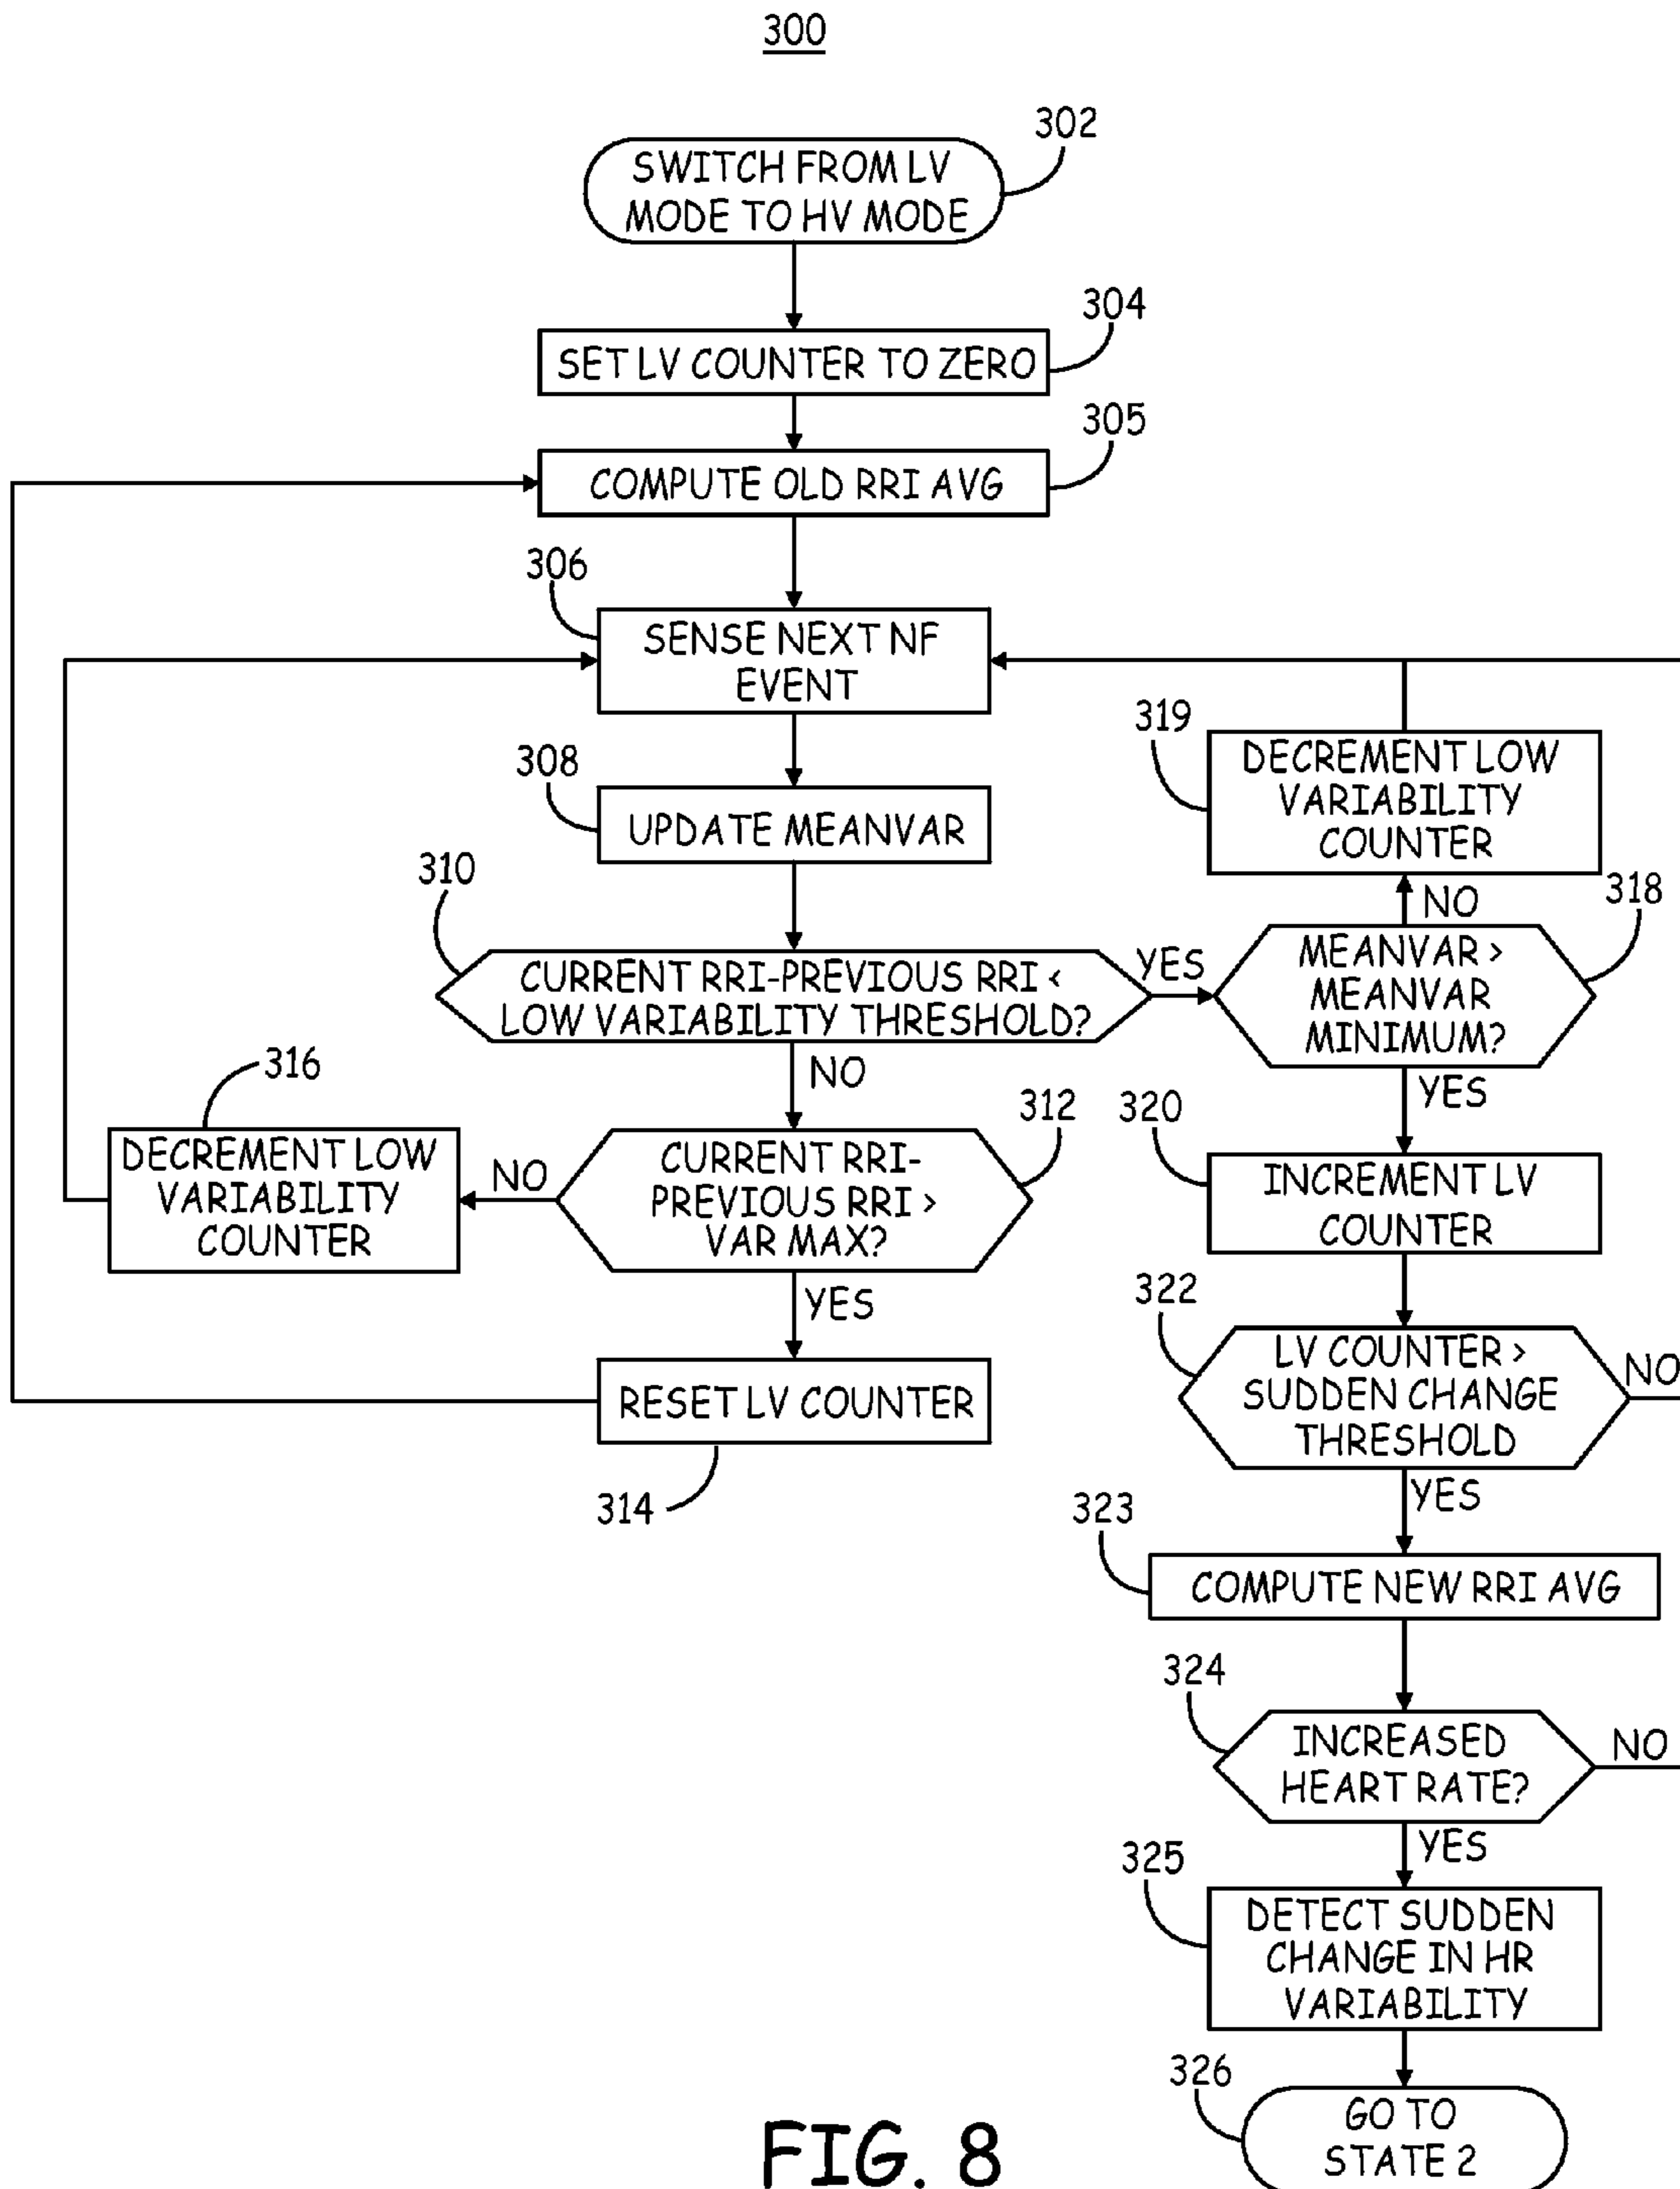 300
302
SWITCH FROM LV
MODE TO HV MODE
304
SET LV COUNTER TO ZERO
305
COMPUTE OLD RRI AVG
306
SENSE NEXT NF
EVENT
308
UPDATE MEANVAR
310
CURRENT RRI-PREVIOUS RRI <
LOW VARIABILITY THRESHOLD?
YES
NO
312
CURRENT RRI-
PREVIOUS RRI >
VAR MAX?
NO
316
DECREMENT LOW
VARIABILITY
COUNTER
YES
RESET LV COUNTER
314
319
DECREMENT LOW
VARIABILITY
COUNTER
NO
318
MEANVAR >
MEANVAR
MINIMUM?
YES
320
INCREMENT LV
COUNTER
322
LV COUNTER >
SUDDEN CHANGE
THRESHOLD
NO
YES
323
COMPUTE NEW RRI AVG
324
INCREASED
HEART RATE?
NO
YES
325
DETECT SUDDEN
CHANGE IN HR
VARIABILITY
326
GO TO
STATE 2
FIG. 8